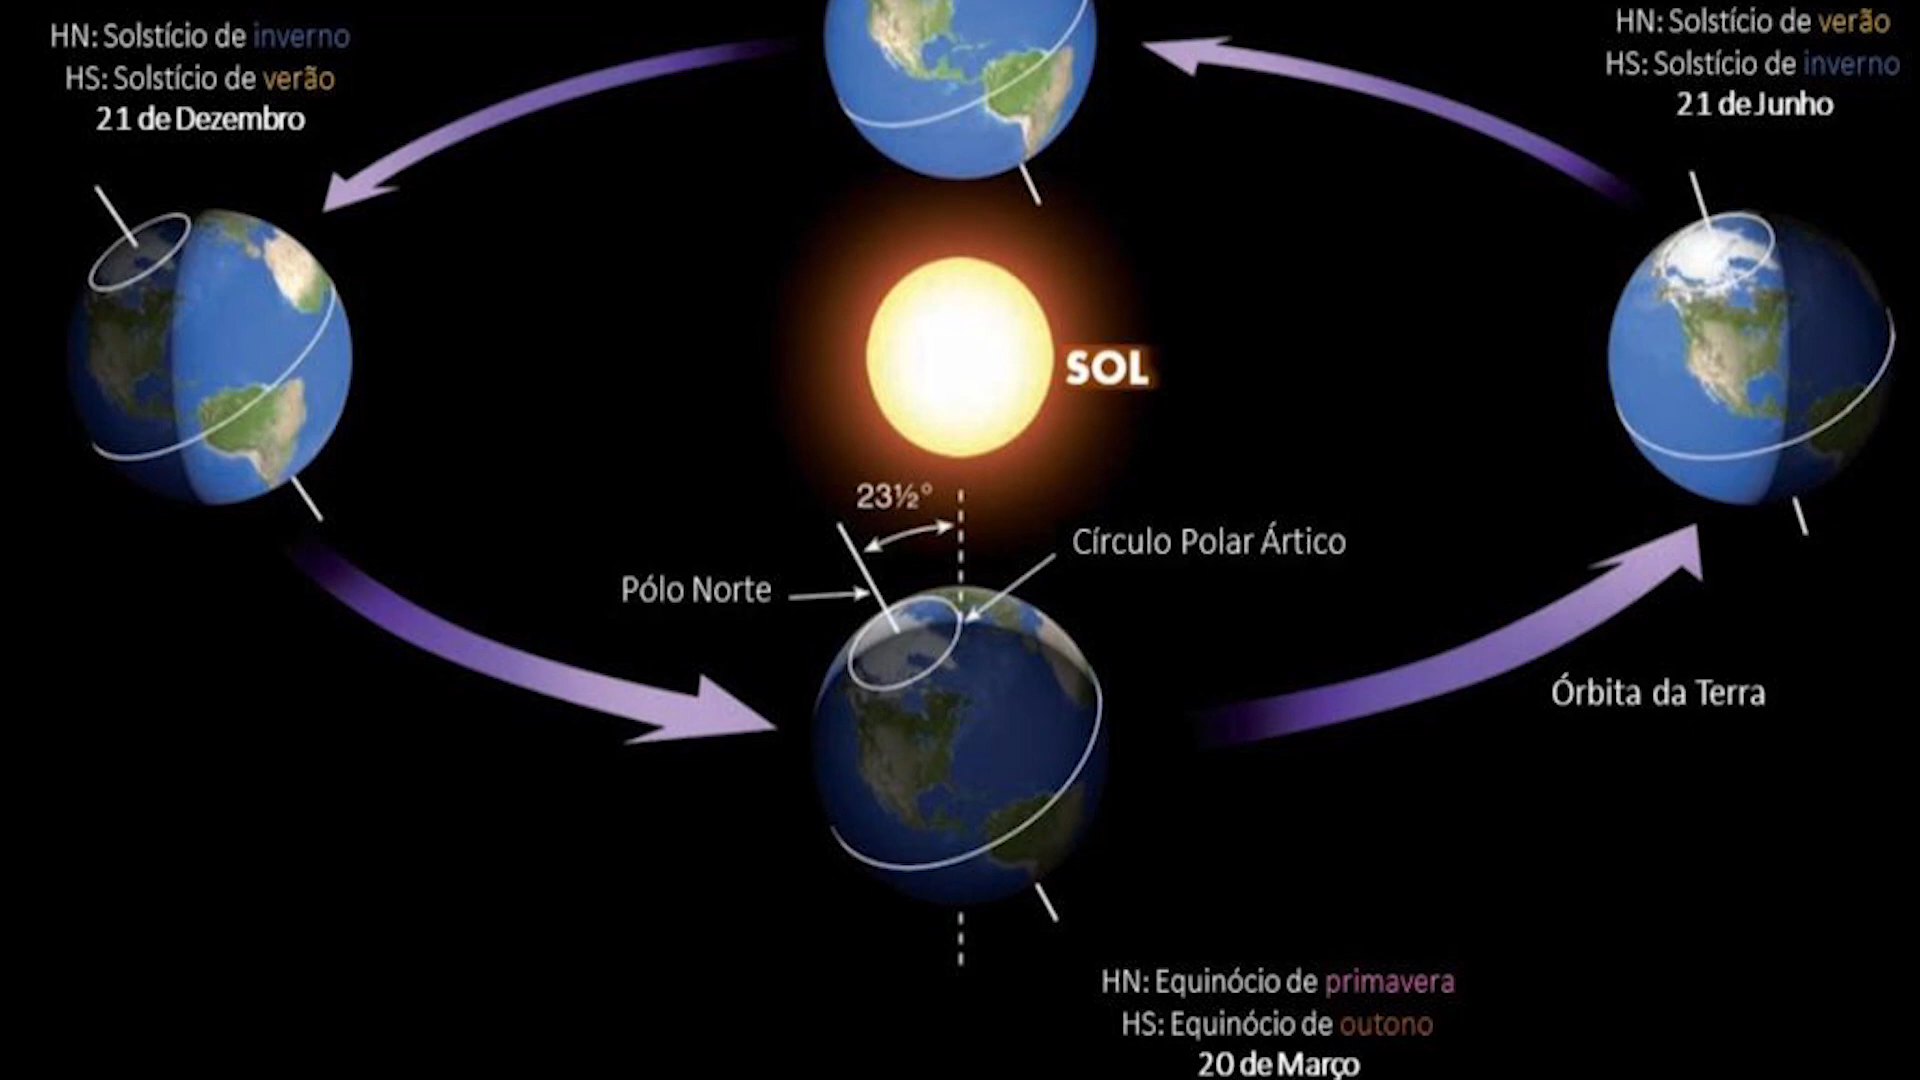 HN: Solstício de inverno
HS: Solstício de verão
21 de Dezembro
HN: Solstício de verão
HS: Solstício de inverno
21 de Junho
SOL
23½°
Círculo Polar Ártico
Pólo Norte
Órbita da Terra
HN: Equinócio de primavera
HS: Equinócio de outono
20 de Março